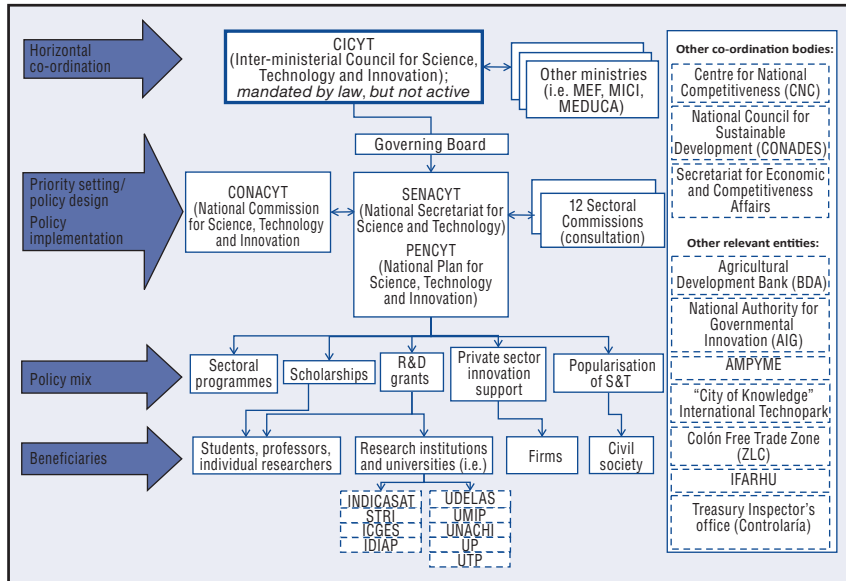 Horizontal
co-ordination
CICYT
(Inter-ministerial Council for Science,
Technology and Innovation);
mandated by law, but not active
Other ministries
(i.e. MEF, MICI,
MEDUCA)
Governing Board
Priority setting/
policy design
Policy
implementation
CONACYT
(National Commission
for Science, Technology
and Innovation
SENACYT
(National Secretariat for
Science and Technology)
PENCYT
(National Plan for
Science, Technology
and Innovation)
12 Sectoral
Commissions
(consultation)
Policy mix
Sectoral
programmes
Scholarships
R&D
grants
Private sector
innovation
support
Popularisation
of S&T
Beneficiaries
Students, professors,
individual researchers
Research institutions
and universities (i.e.)
Firms
Civil
society
INDICASAT
STRI
ICGES
IDIAP
UDELAS
UMIP
UNACHI
UP
UTP
Other co-ordination bodies:
Centre for National
Competitiveness (CNC)
National Council for
Sustainable
Development (CONADES)
Secretariat for Economic
and Competitiveness
Affairs
Other relevant entities:
Agricultural
Development Bank (BDA)
National Authority for
Governmental
Innovation (AIG)
AMPYME
“City of Knowledge”
International Technopark
Colón Free Trade Zone
(ZLC)
IFARHU
Treasury Inspector’s
office (Controlaría)